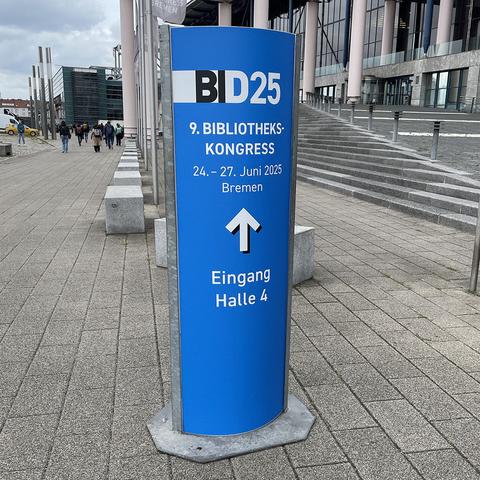 BID25
9. BIBLIOTHEKS-
KONGRESS
24. – 27. Juni 2025
Bremen
Eingang
Halle 4